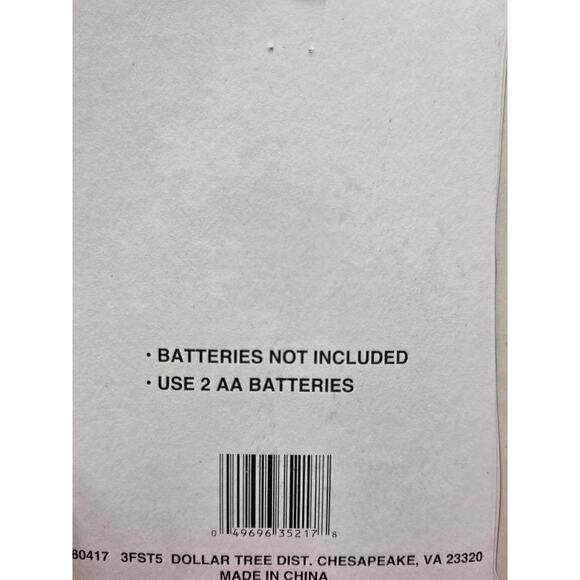 · BATTERIES NOT INCLUDED
· USE 2 AA BATTERIES
0 49696 35217 8
80417 3FST5 DOLLAR TREE DIST. CHESAPEAKE, VA 23320
MADE IN CHINA